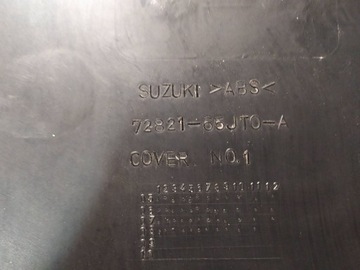 SUZUKI >ABS<
72821-65JT0-A
COVER. NO.1
1 2 3 4 5 6 7 8 9 10 11 12